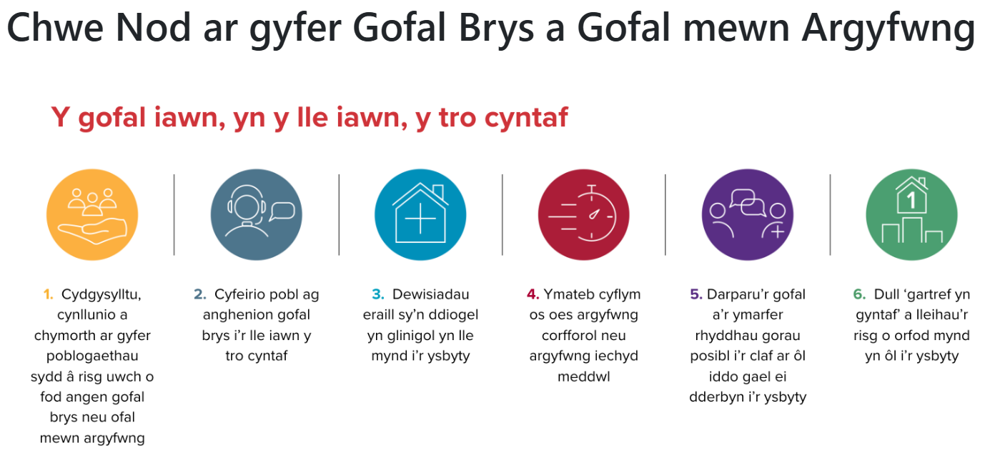 Chwe Nod ar gyfer Gofal Brys a Gofal mewn Argyfwng
Y gofal iawn, yn y lle iawn, y tro cyntaf
1
1. Cydgysylltu,
cynllunio a
chymorth ar gyfer
poblogaethau
sydd â risg uwch o
fod angen gofal
brys neu ofal
mewn argyfwng
2. Cyfeirio pobl ag
anghenion gofal
brys i’r lle iawn y
tro cyntaf
3. Dewisiadau
eraill sy’n ddiogel
yn glinigol yn lle
mynd i’r ysbyty
4. Ymateb cyflym
os oes argyfwng
corfforol neu
argyfwng iechyd
meddwl
5. Darparu’r gofal
a’r ymarfer
rhyddhau gorau
posibl i’r claf ar ôl
iddo gael ei
dderbyn i’r ysbyty
6. Dull ‘gartref yn
gyntaf’ a lleihau’r
risg o orfod mynd
yn ôl i’r ysbyty